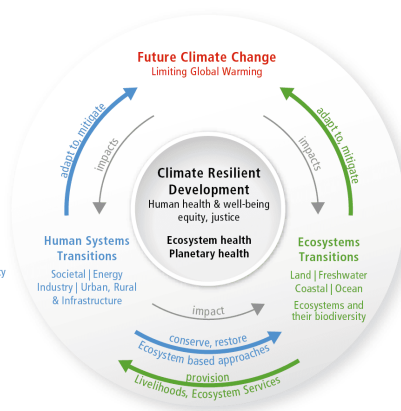 Future Climate Change
Limiting Global Warming
adapt to, mitigate
impacts
impacts
adapt to, mitigate
Climate Resilient
Development
Human health & well-being
equity, justice
Ecosystem health
Planetary health
Human Systems
Transitions
Societal | Energy
Industry | Urban, Rural
& Infrastructure
Ecosystems
Transitions
Land | Freshwater
Coastal | Ocean
Ecosystems and
their biodiversity
impact
conserve, restore
Ecosystem based approaches
provision
Livelihoods, Ecosystem Services